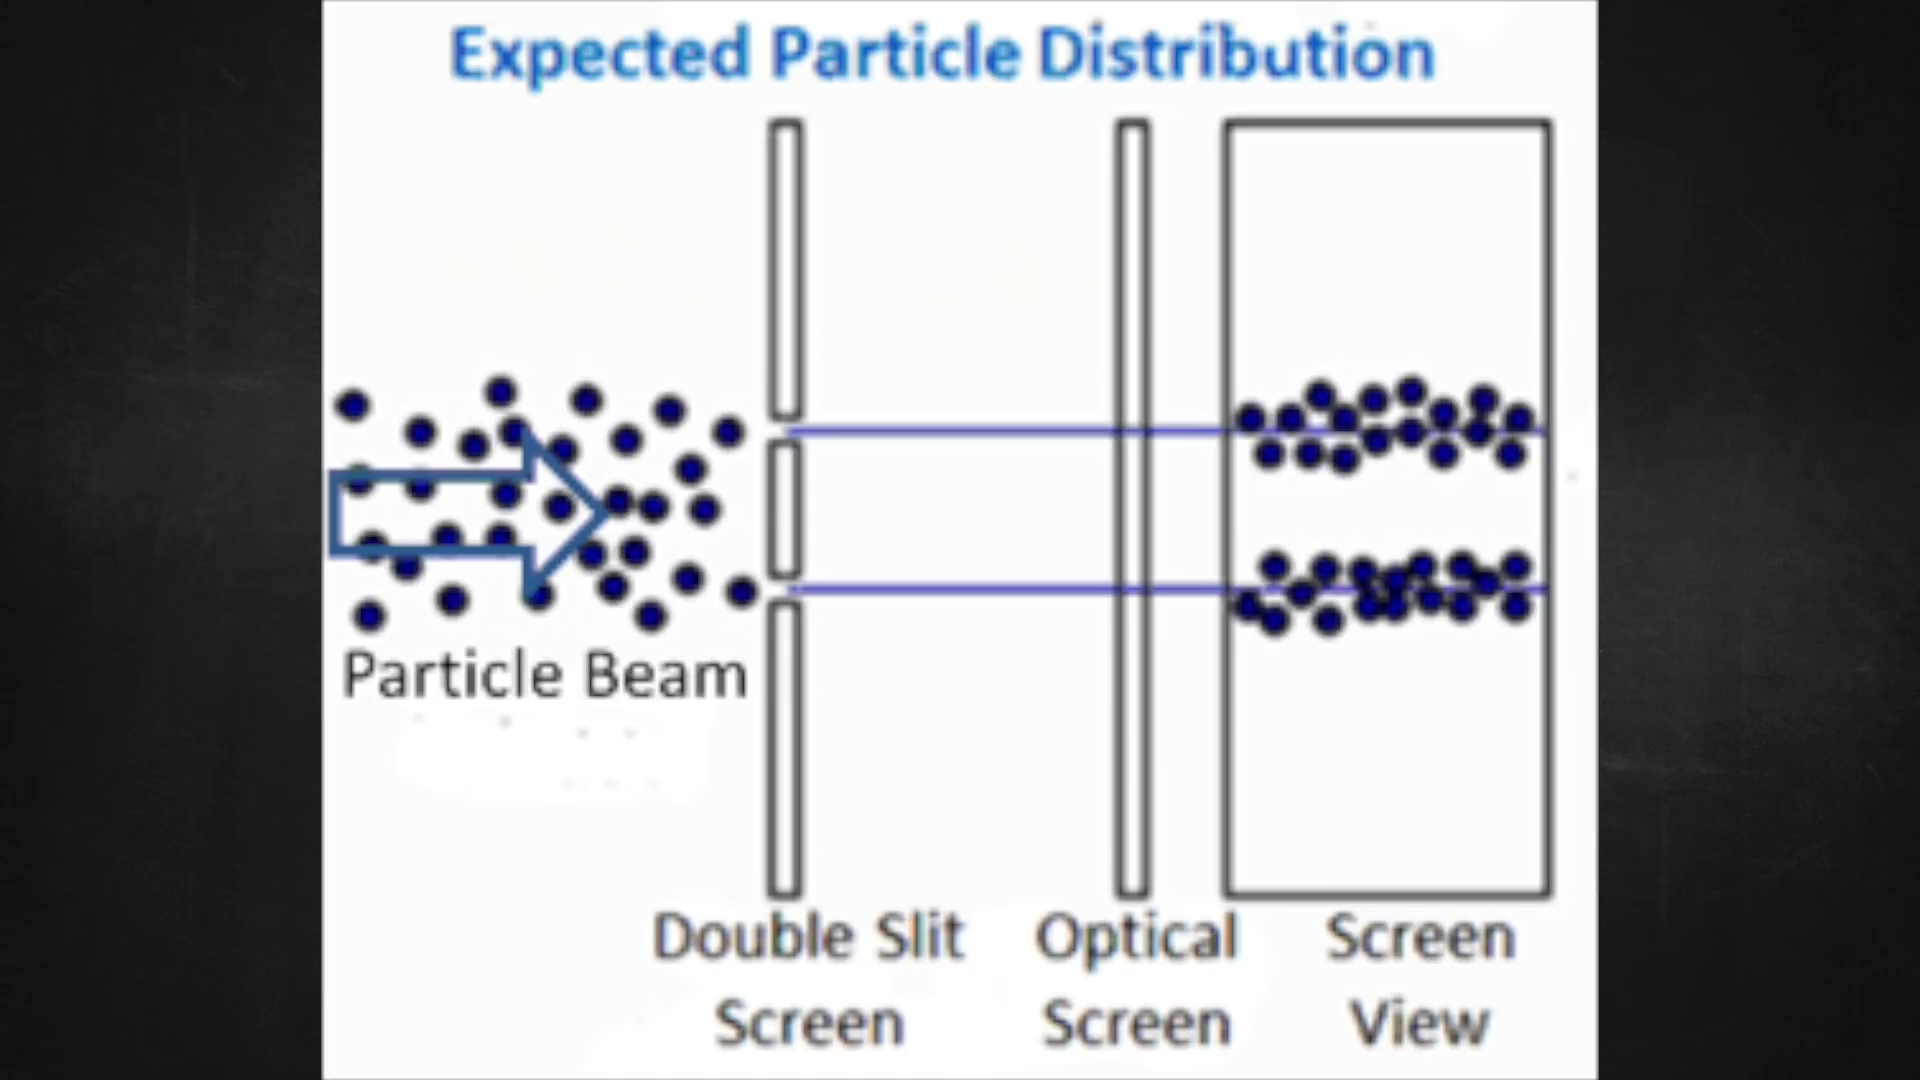 Expected Particle Distribution
Particle Beam
Double Slit
Screen
Optical
Screen
Screen
View